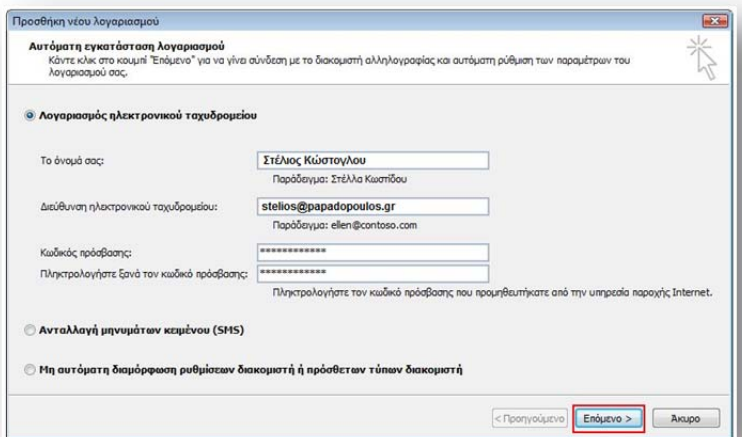 Προσθήκη νέου λογαριασμού
Αυτόματη εγκατάσταση λογαριασμού
Κάντε κλικ στο κουμπί "Επόμενο" για να γίνει σύνδεση με το διακομιστή αλληλογραφίας και αυτόματη ρύθμιση των παραμέτρων του
λογαριασμού σας.
Λογαριασμός ηλεκτρονικού ταχυδρομείου
Το όνομά σας: Στέλιος Κώστογλου
Παράδειγμα: Στέλλα Κωστίδου
Διεύθυνση ηλεκτρονικού ταχυδρομείου: stelios@papadopoulos.gr
Παράδειγμα: ellen@contoso.com
Κωδικός πρόσβασης: ************
Πληκτρολογήστε ξανά τον κωδικό πρόσβασης: ************
Πληκτρολογήστε τον κωδικό πρόσβασης που προμηθευτήκατε από την υπηρεσία παροχής Internet.
Ανταλλαγή μηνυμάτων κειμένου (SMS)
Μη αυτόματη διαμόρφωση ρυθμίσεων διακομιστή ή πρόσθετων τύπων διακομιστή
< Προηγούμενο Επόμενο > Άκυρο